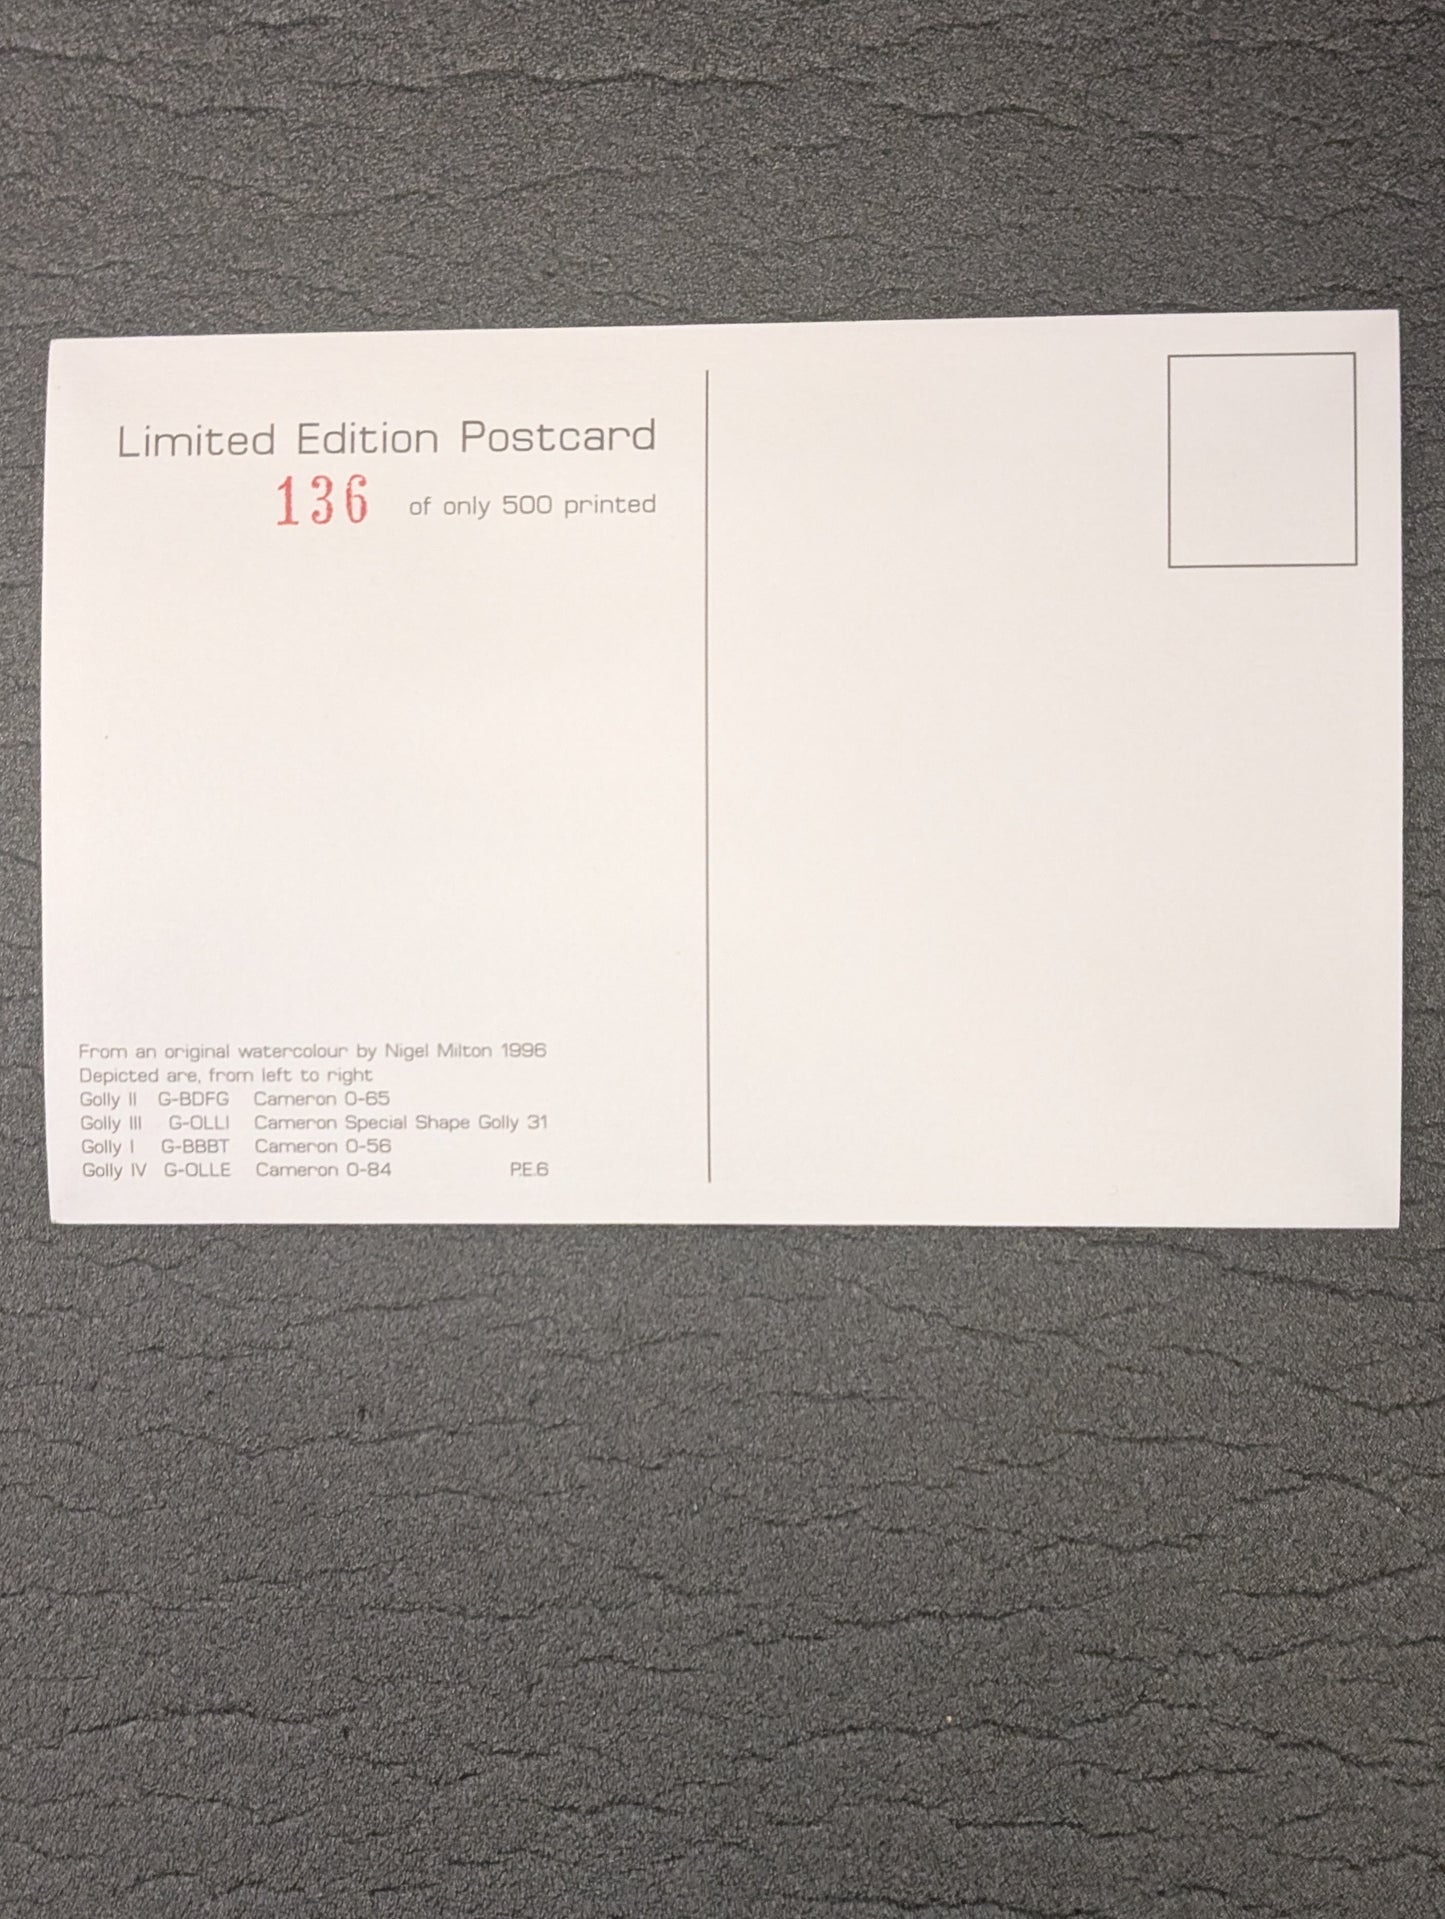 Limited Edition Postcard
136 of only 500 printed
From an original watercolour by Nigel Milton 1996
Depicted are, from left to right
Golly II G-BDFG Cameron O-65
Golly III G-OLLI Cameron Special Shape Golly 31
Golly I G-BBBT Cameron O-56
Golly IV G-OLLE Cameron O-84 PE.6